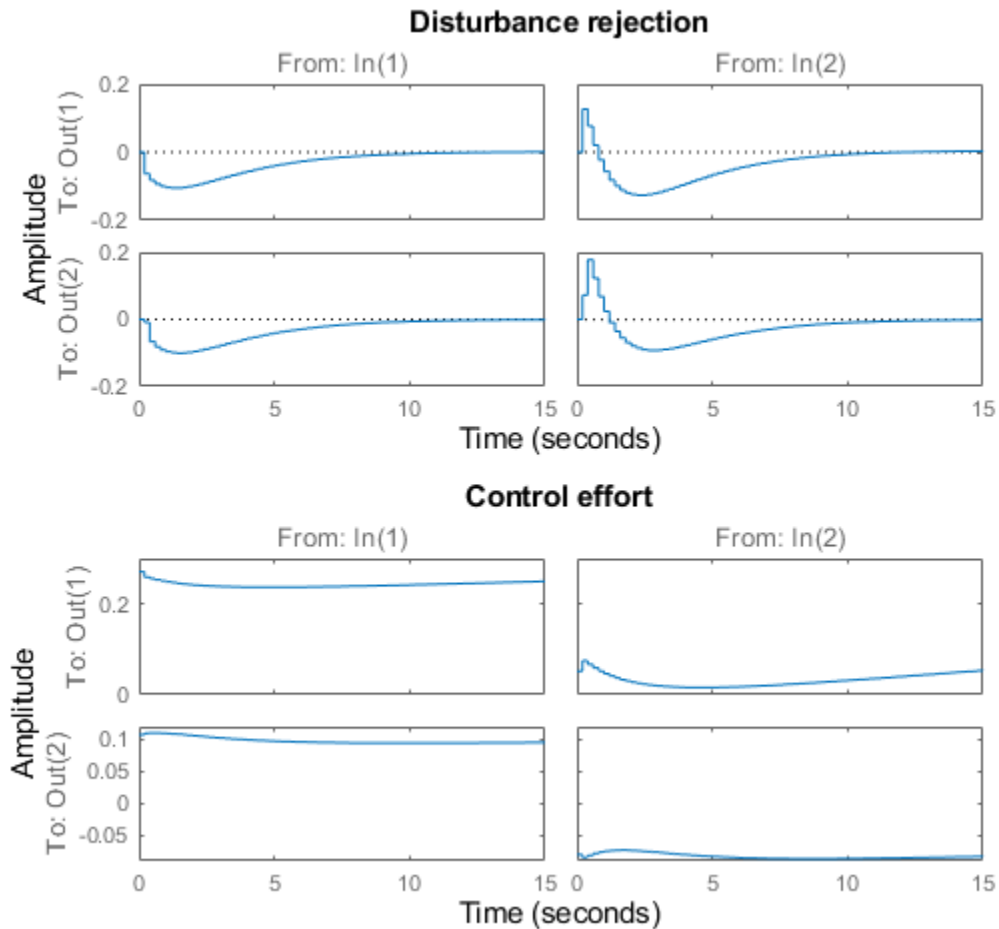 Disturbance rejection
From: In(1)
From: In(2)
Amplitude
To: Out(1)
0.2
0
-0.2
To: Out(2)
0.2
0
-0.2
0 5 10 15
0 5 10 15
Time (seconds)
Control effort
From: In(1)
From: In(2)
Amplitude
To: Out(1)
0.2
0
To: Out(2)
0.1
0.05
0
-0.05
0 5 10 15
0 5 10 15
Time (seconds)